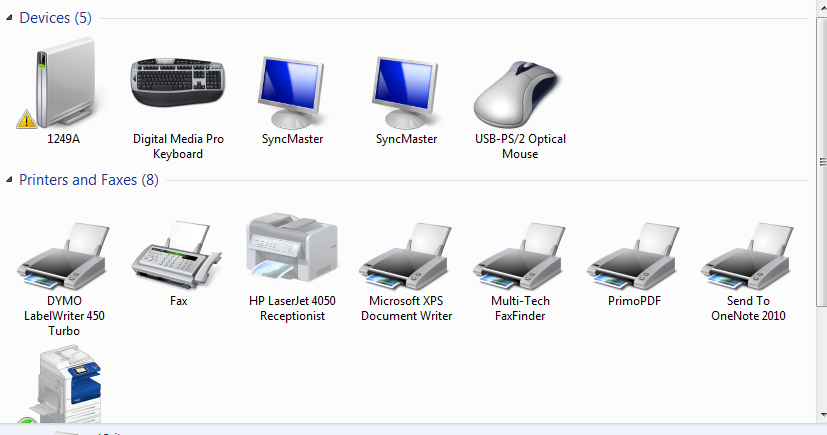 Devices (5)
1249A
Digital Media Pro
Keyboard
SyncMaster
SyncMaster
USB-PS/2 Optical
Mouse
Printers and Faxes (8)
DYMO
LabelWriter 450
Turbo
Fax
HP LaserJet 4050
Receptionist
Microsoft XPS
Document Writer
Multi-Tech
FaxFinder
PrimoPDF
Send To
OneNote 2010